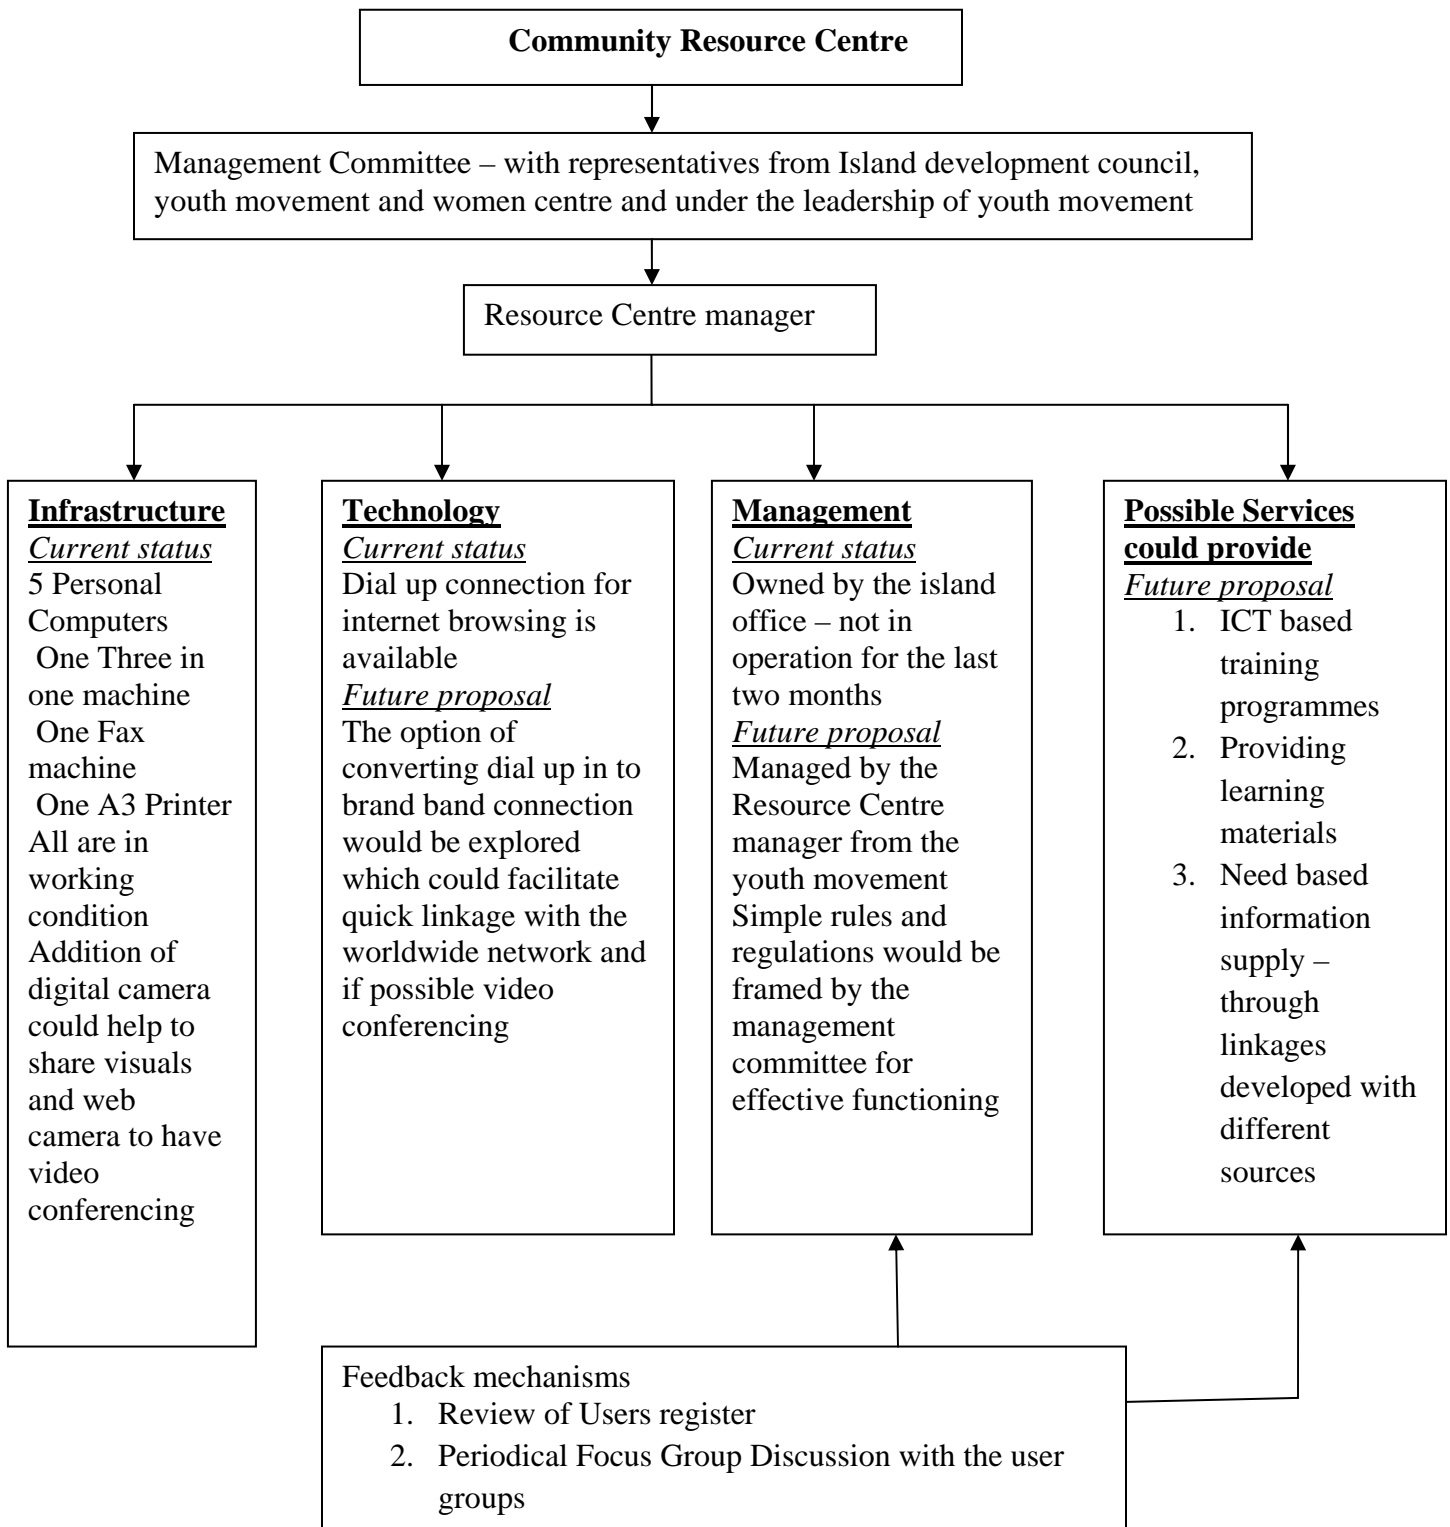 Community Resource Centre
Management Committee – with representatives from Island development council,
youth movement and women centre and under the leadership of youth movement
Resource Centre manager
Infrastructure
Current status
5 Personal
Computers
One Three in
one machine
One Fax
machine
One A3 Printer
All are in
working
condition
Addition of
digital camera
could help to
share visuals
and web
camera to have
video
conferencing
Technology
Current status
Dial up connection for
internet browsing is
available
Future proposal
The option of
converting dial up in to
brand band connection
would be explored
which could facilitate
quick linkage with the
worldwide network and
if possible video
conferencing
Management
Current status
Owned by the island
office – not in
operation for the last
two months
Future proposal
Managed by the
Resource Centre
manager from the
youth movement
Simple rules and
regulations would be
framed by the
management
committee for
effective functioning
Possible Services
could provide
Future proposal
1. ICT based
training
programmes
2. Providing
learning
materials
3. Need based
information
supply –
through
linkages
developed with
different
sources
Feedback mechanisms
1. Review of Users register
2. Periodical Focus Group Discussion with the user
groups